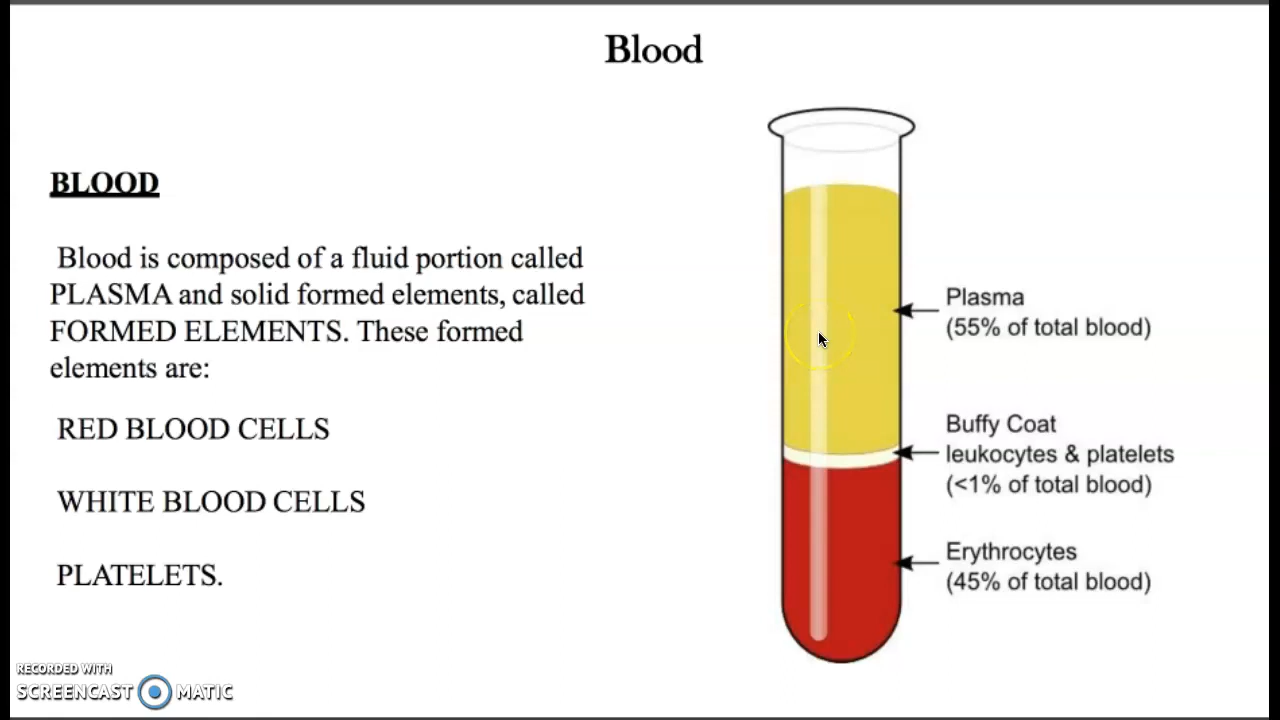 Blood
BLOOD
Blood is composed of a fluid portion called
PLASMA and solid formed elements, called
FORMED ELEMENTS. These formed
elements are:
RED BLOOD CELLS
WHITE BLOOD CELLS
PLATELETS.
Plasma
(55% of total blood)
Buffy Coat
leukocytes & platelets
(<1% of total blood)
Erythrocytes
(45% of total blood)
RECORDED WITH
SCREENCAST MATIC